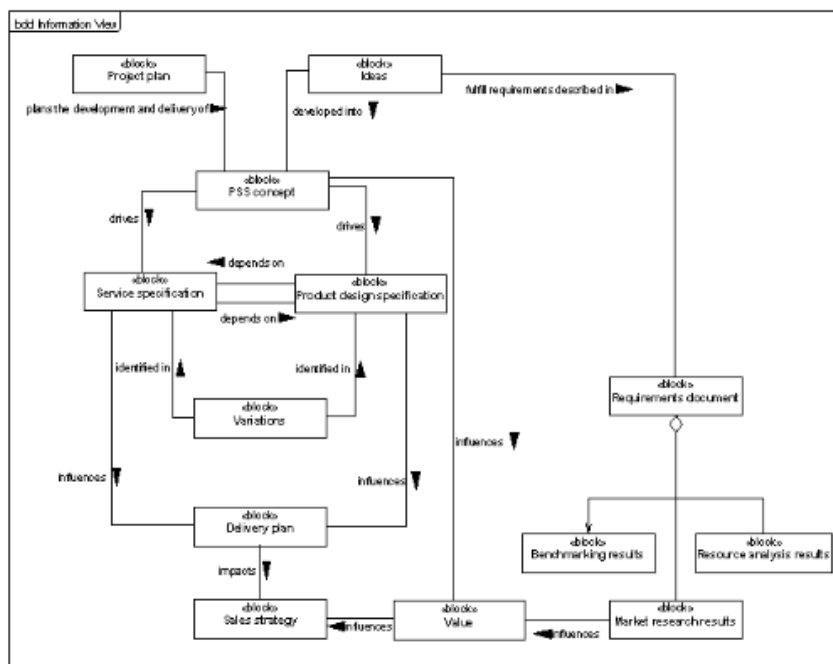 bdd Information View
«block»
Project plan
«block»
Ideas
plans the development and delivery of
developed into
fulfill requirements described in
«block»
PSS concept
drives
drives
depends on
«block»
Service specification
«block»
Product design specification
depends on
identified in
identified in
«block»
Variations
«block»
Requirements document
influences
influences
influences
«block»
Delivery plan
«block»
Benchmarking results
«block»
Resource analysis results
impacts
«block»
Sales strategy
influences
«block»
Value
influences
«block»
Market research results